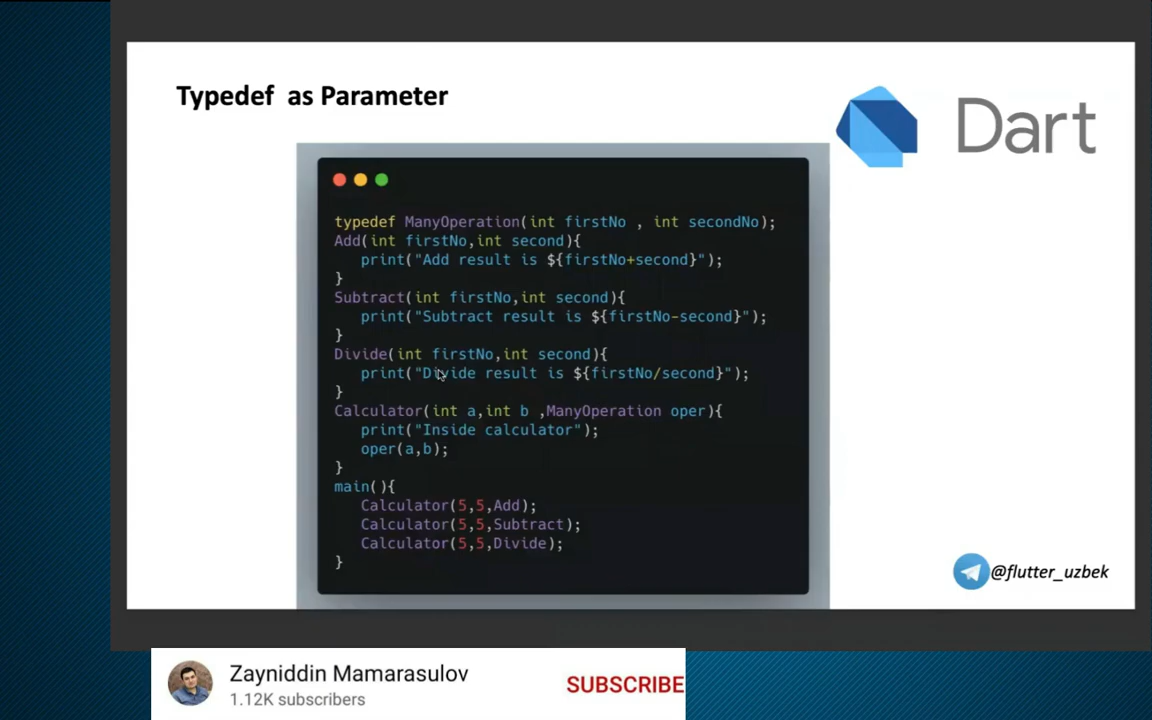 Typedef as Parameter
Dart
typedef ManyOperation(int firstNo , int secondNo);
Add(int firstNo,int second){
print("Add result is ${firstNo+second}");
}
Subtract(int firstNo,int second){
print("Subtract result is ${firstNo-second}");
}
Divide(int firstNo,int second){
print("Divide result is ${firstNo/second}");
}
Calculator(int a,int b ,ManyOperation oper){
print("Inside calculator");
oper(a,b);
}
main(){
Calculator(5,5,Add);
Calculator(5,5,Subtract);
Calculator(5,5,Divide);
}
@flutter_uzbek
Zayniddin Mamarasulov
1.12K subscribers
SUBSCRIBE